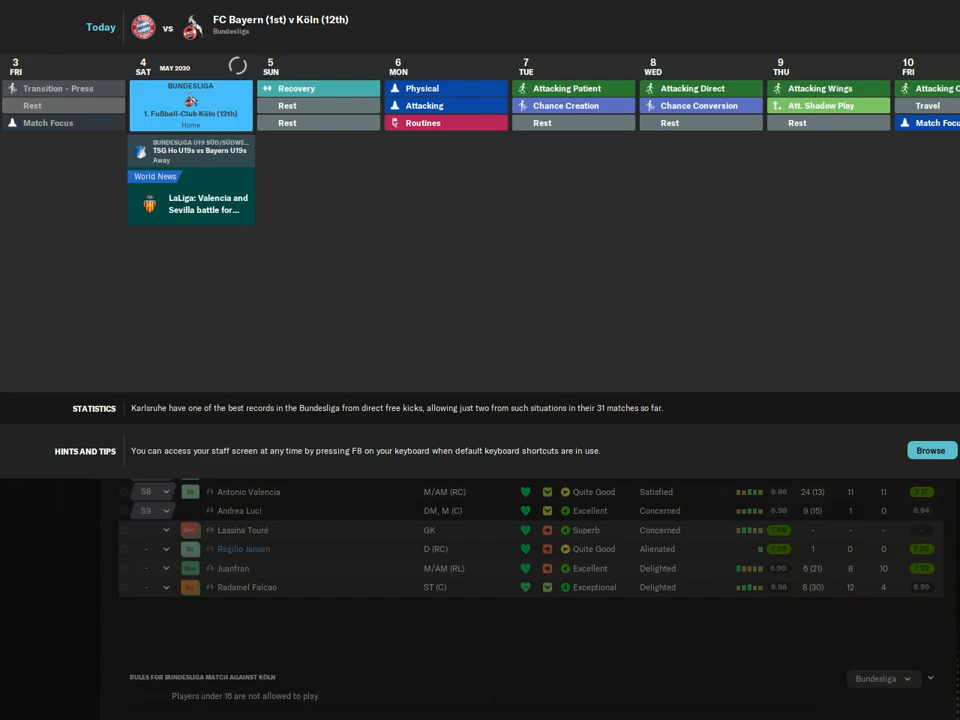 Today
vs
FC Bayern (1st) v Köln (12th)
Bundesliga
3
FRI
4
SAT
MAY 2030
5
SUN
6
MON
7
TUE
8
WED
9
THU
10
FRI
Transition - Press
Rest
Match Focus
BUNDESLIGA
1. Fußball-Club Köln (12th)
Home
Recovery
Rest
Rest
Physical
Attacking
Routines
Attacking Patient
Chance Creation
Rest
Attacking Direct
Chance Conversion
Rest
Attacking Wings
Att. Shadow Play
Rest
Attacking C
Travel
Match Focu
BUNDESLIGA U19 SÜD/SÜDWE...
TSG Ho U19s vs Bayern U19s
Away
World News
LaLiga: Valencia and
Sevilla battle for...
STATISTICS
Karlsruhe have one of the best records in the Bundesliga from direct free kicks, allowing just two from such situations in their 31 matches so far.
HINTS AND TIPS
You can access your staff screen at any time by pressing F8 on your keyboard when default keyboard shortcuts are in use.
Browse
S8 Antonio Valencia M/AM (RC) Quite Good Satisfied 6.86 24 (13) 11 11 7.17
S9 Andrea Luci DM, M (C) Excellent Concerned 6.98 9 (15) 1 0 6.94
Lassina Touré GK Superb Concerned - - - -
- Regilio Jansen D (RC) Quite Good Alienated 7.30 1 0 0 7.30
- Juanfran M/AM (RL) Excellent Delighted 6.90 6 (21) 8 10
- Radamel Falcao ST (C) Exceptional Delighted 6.98 8 (30) 12 4 6.99
RULES FOR BUNDESLIGA MATCH AGAINST KÖLN
Bundesliga
Players under 16 are not allowed to play.